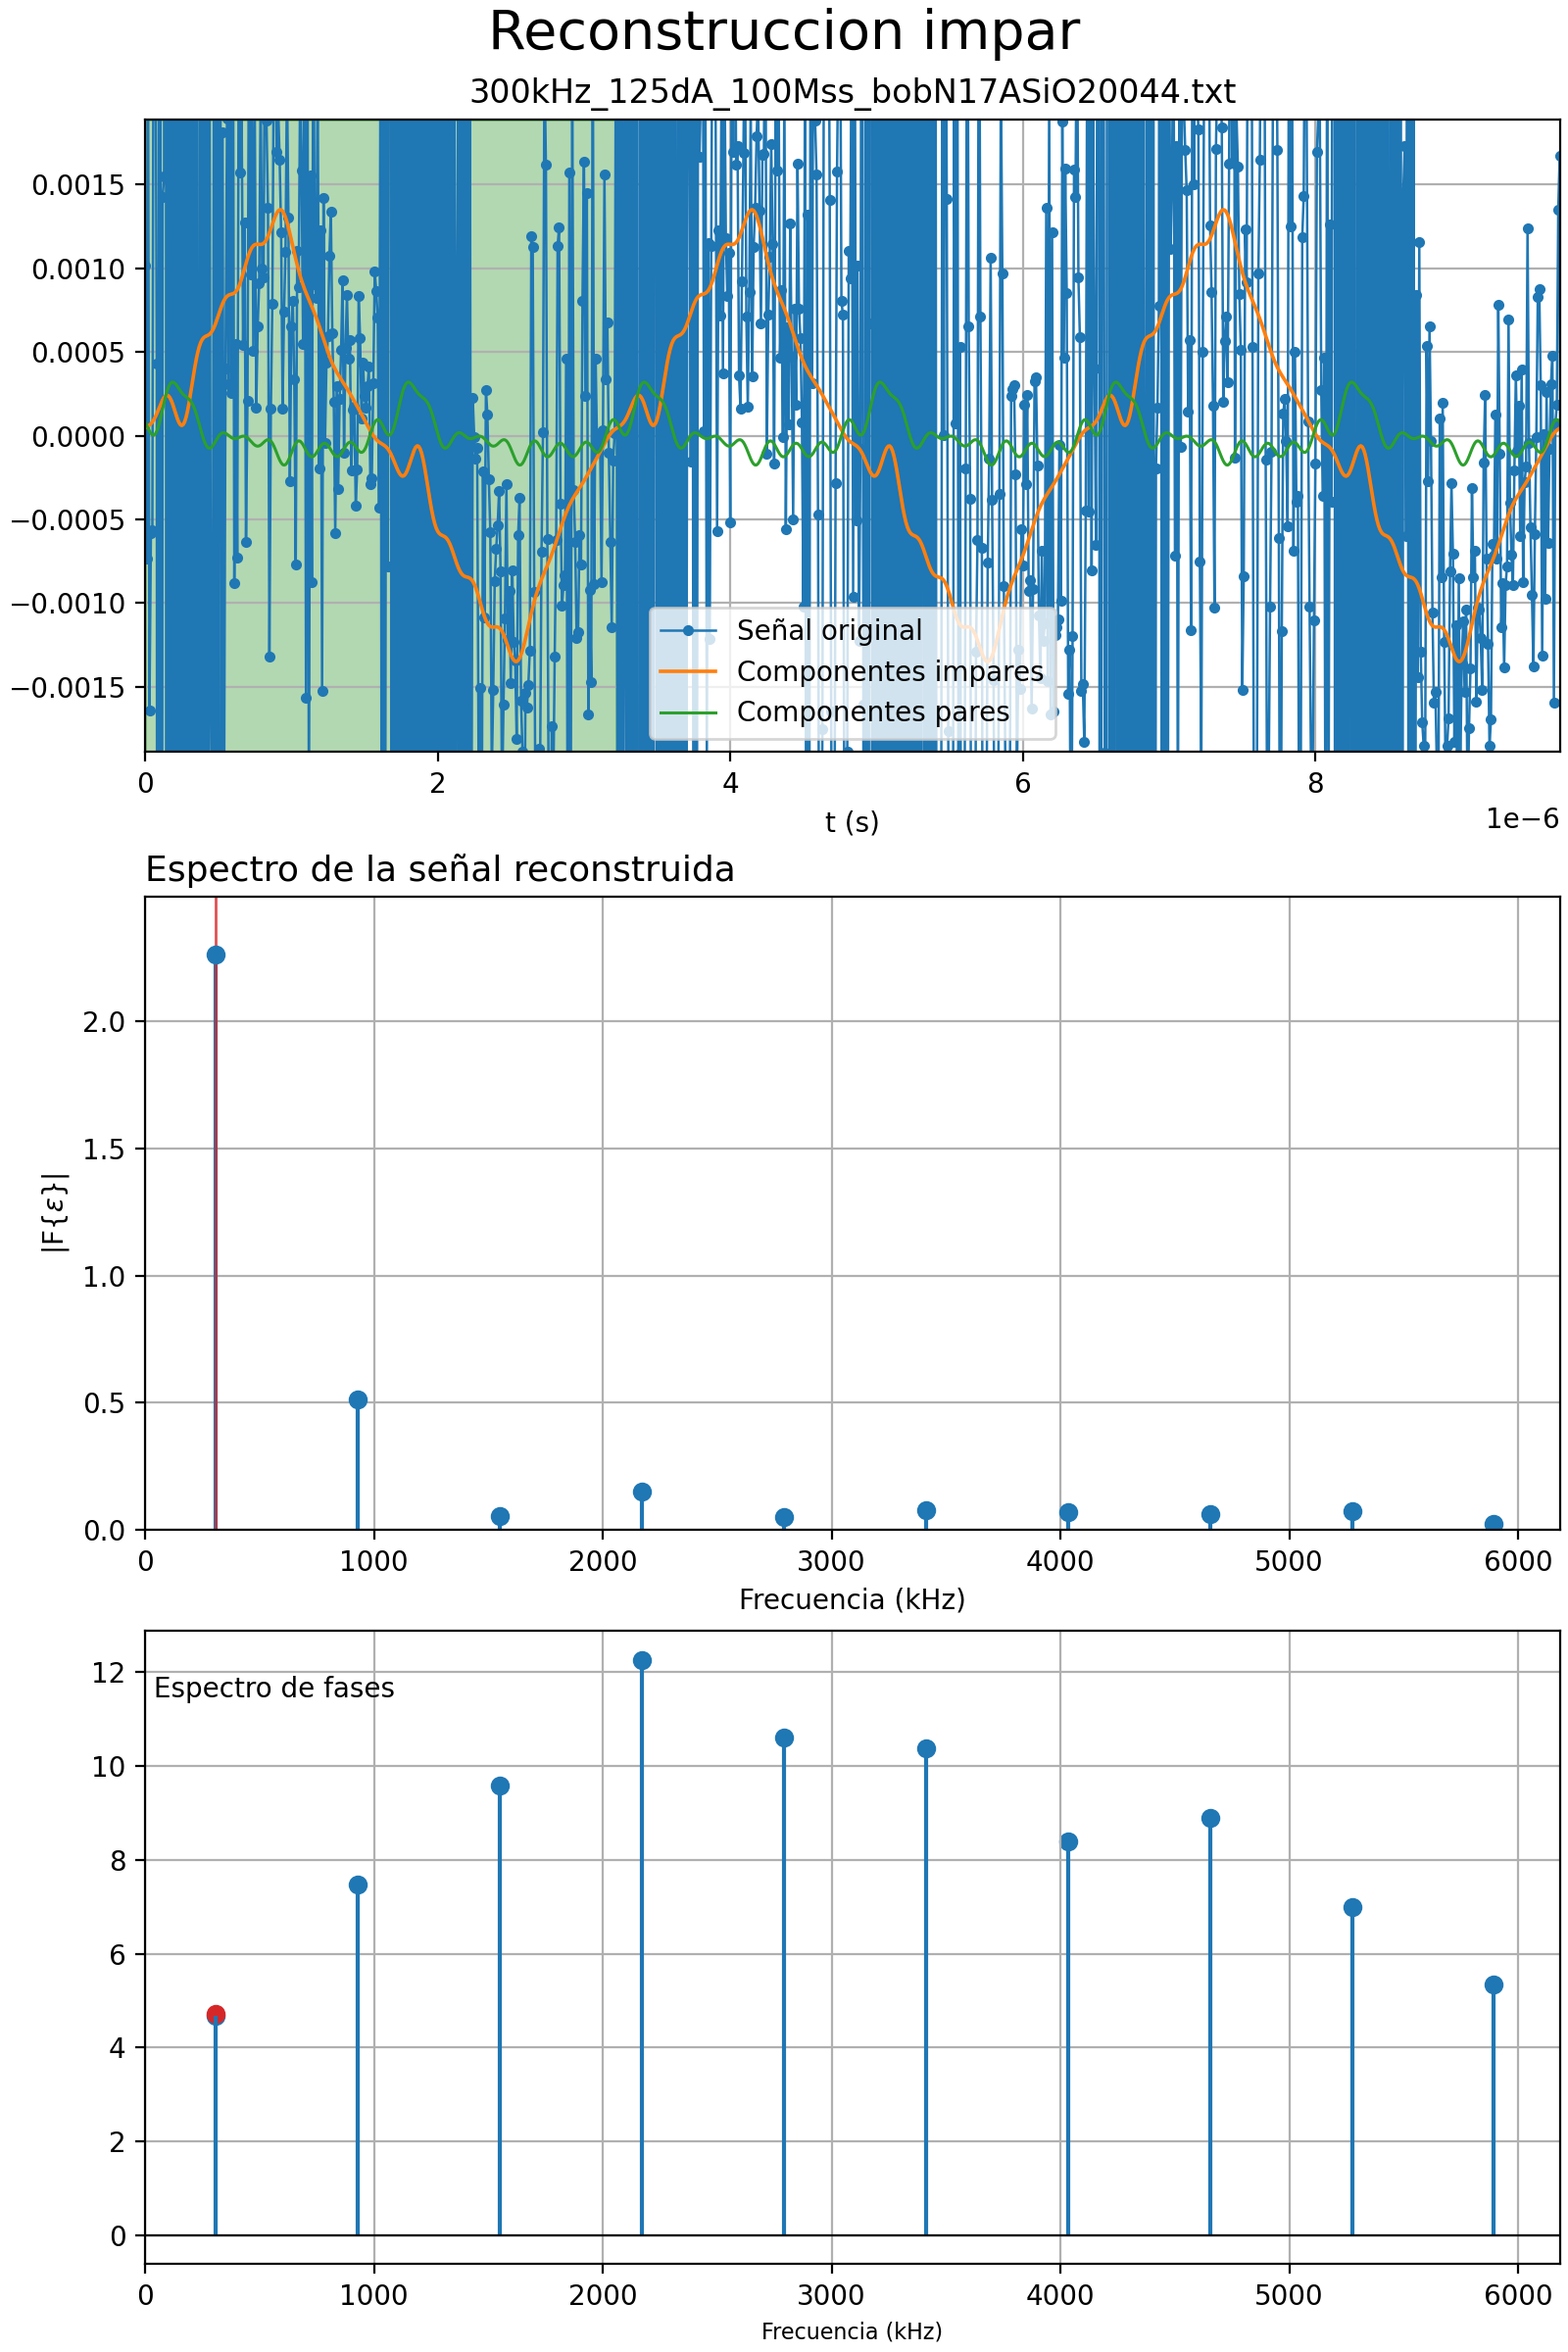 Reconstruccion impar
300kHz_125dA_100Mss_bobN17ASiO20044.txt
0.0015
0.0010
0.0005
0.0000
−0.0005
−0.0010
−0.0015
Señal original
Componentes impares
Componentes pares
0 2 4 6 8
t (s)
1e−6
Espectro de la señal reconstruida
2.0
1.5
1.0
0.5
0.0
|F{ε}|
0 1000 2000 3000 4000 5000 6000
Frecuencia (kHz)
12
Espectro de fases
10
8
6
4
2
0
0 1000 2000 3000 4000 5000 6000
Frecuencia (kHz)